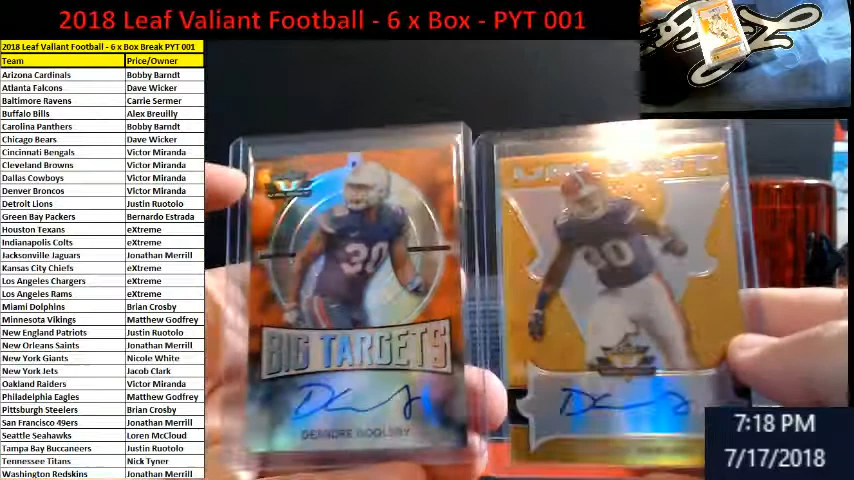 2018 Leaf Valiant Football - 6 x Box - PYT 001
2018 Leaf Valiant Football - 6 x Box Break PYT 001
Team Price/Owner
Arizona Cardinals Bobby Barndt
Atlanta Falcons Dave Wicker
Baltimore Ravens Carrie Sermer
Buffalo Bills Alex Breuilly
Carolina Panthers Bobby Barndt
Chicago Bears Dave Wicker
Cincinnati Bengals Victor Miranda
Cleveland Browns Victor Miranda
Dallas Cowboys Victor Miranda
Denver Broncos Victor Miranda
Detroit Lions Justin Ruotolo
Green Bay Packers Bernardo Estrada
Houston Texans eXtreme
Indianapolis Colts eXtreme
Jacksonville Jaguars Jonathan Merrill
Kansas City Chiefs eXtreme
Los Angeles Chargers eXtreme
Los Angeles Rams eXtreme
Miami Dolphins Brian Crosby
Minnesota Vikings Matthew Godfrey
New England Patriots Justin Ruotolo
New Orleans Saints Jonathan Merrill
New York Giants Nicole White
New York Jets Jacob Clark
Oakland Raiders Victor Miranda
Philadelphia Eagles Matthew Godfrey
Pittsburgh Steelers Brian Crosby
San Francisco 49ers Jonathan Merrill
Seattle Seahawks Loren McCloud
Tampa Bay Buccaneers Justin Ruotolo
Tennessee Titans Nick Tyner
Washington Redskins Jonathan Merrill
30
30
BIG TARGETS
DEANDRE GOOLSBY
7:18 PM
7/17/2018